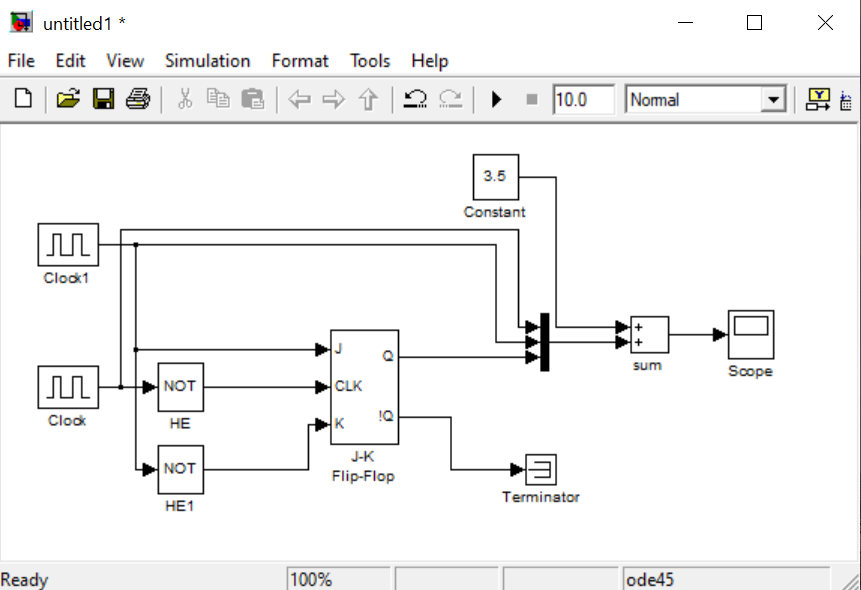 untitled1 *
File Edit View Simulation Format Tools Help
10.0 Normal
3.5
Constant
Clock1
J
Q
+
+
sum
Scope
Clock
NOT
CLK
HE
K
!Q
J-K
Flip-Flop
NOT
HE1
Terminator
Ready 100% ode45